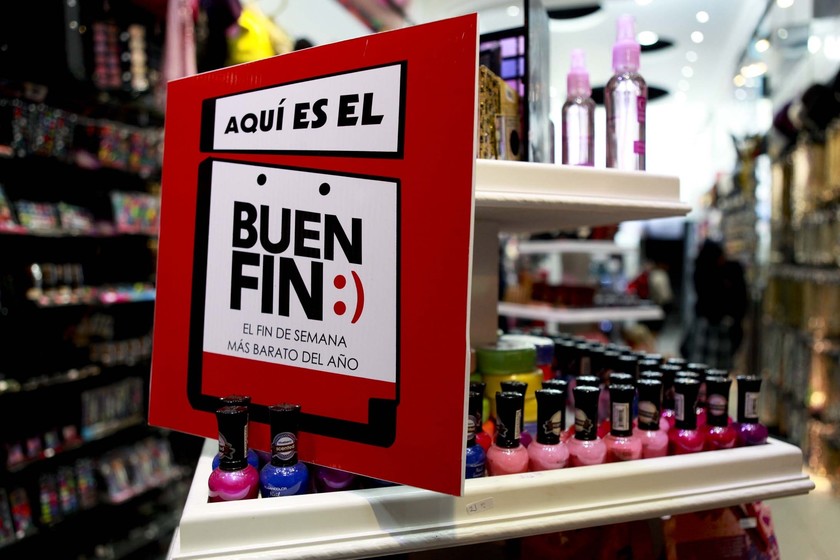 AQUÍ ES EL
BUEN
FIN:)
EL FIN DE SEMANA
MÁS BARATO DEL AÑO